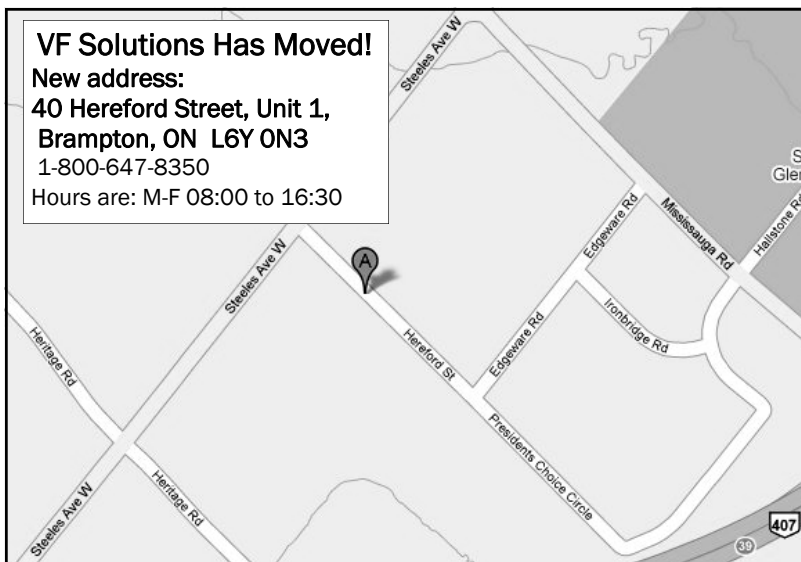 VF Solutions Has Moved!
New address:
40 Hereford Street, Unit 1,
Brampton, ON  L6Y 0N3
1-800-647-8350
Hours are: M-F 08:00 to 16:30
Steeles Ave W
Mississauga Rd
Hallstone Rd
Edgeware Rd
Steeles Ave W
A
Ironbridge Rd
Edgeware Rd
Hereford St
Heritage Rd
Presidents Choice Circle
Heritage Rd
Steeles Ave W
407
39